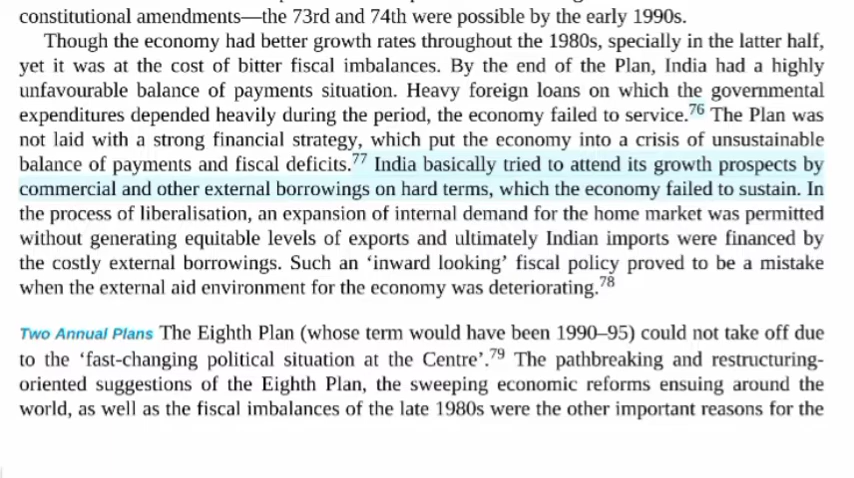 constitutional amendments—the 73rd and 74th were possible by the early 1990s.
Though the economy had better growth rates throughout the 1980s, specially in the latter half,
yet it was at the cost of bitter fiscal imbalances. By the end of the Plan, India had a highly
unfavourable balance of payments situation. Heavy foreign loans on which the governmental
expenditures depended heavily during the period, the economy failed to service.76 The Plan was
not laid with a strong financial strategy, which put the economy into a crisis of unsustainable
balance of payments and fiscal deficits.77 India basically tried to attend its growth prospects by
commercial and other external borrowings on hard terms, which the economy failed to sustain. In
the process of liberalisation, an expansion of internal demand for the home market was permitted
without generating equitable levels of exports and ultimately Indian imports were financed by
the costly external borrowings. Such an ‘inward looking’ fiscal policy proved to be a mistake
when the external aid environment for the economy was deteriorating.78
Two Annual Plans The Eighth Plan (whose term would have been 1990–95) could not take off due
to the ‘fast-changing political situation at the Centre’.79 The pathbreaking and restructuring-
oriented suggestions of the Eighth Plan, the sweeping economic reforms ensuing around the
world, as well as the fiscal imbalances of the late 1980s were the other important reasons for the